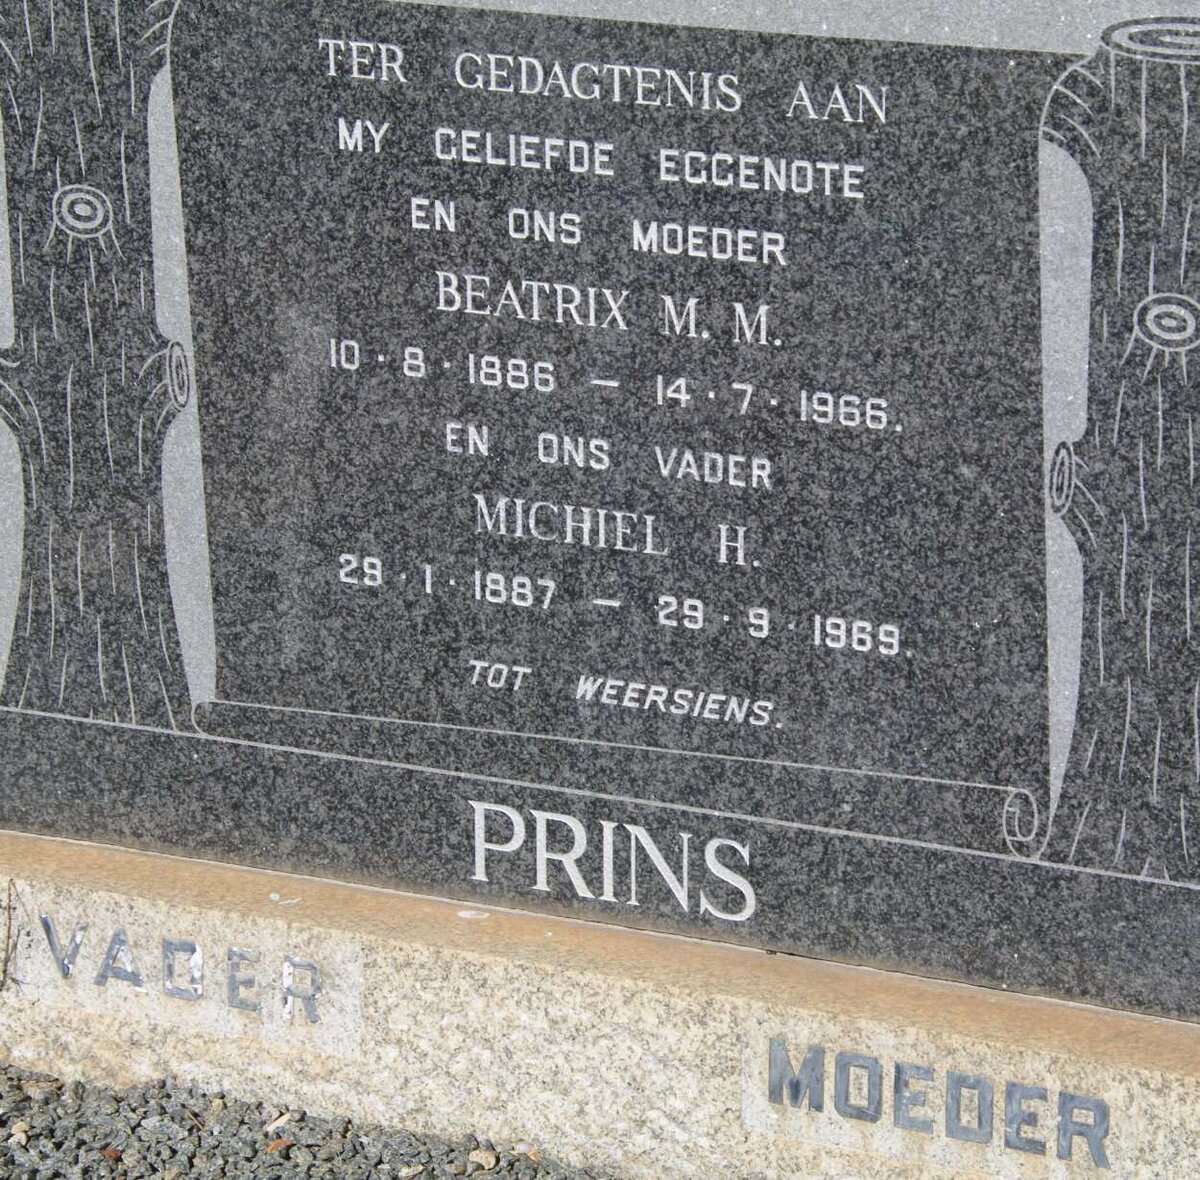 TER GEDAGTENIS AAN
MY GELIEFDE EGGENOTE
EN ONS MOEDER
BEATRIX M. M.
10·8·1886 – 14·7·1966.
EN ONS VADER
MICHIEL H.
29·1·1887 – 29·9·1969.
TOT WEERSIENS.
PRINS
VADER
MOEDER